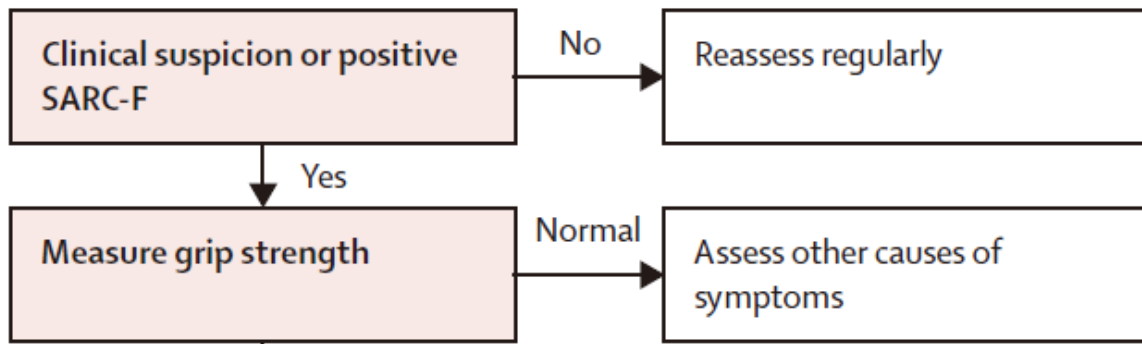 Clinical suspicion or positive
SARC-F
No
Reassess regularly
Yes
Measure grip strength
Normal
Assess other causes of
symptoms